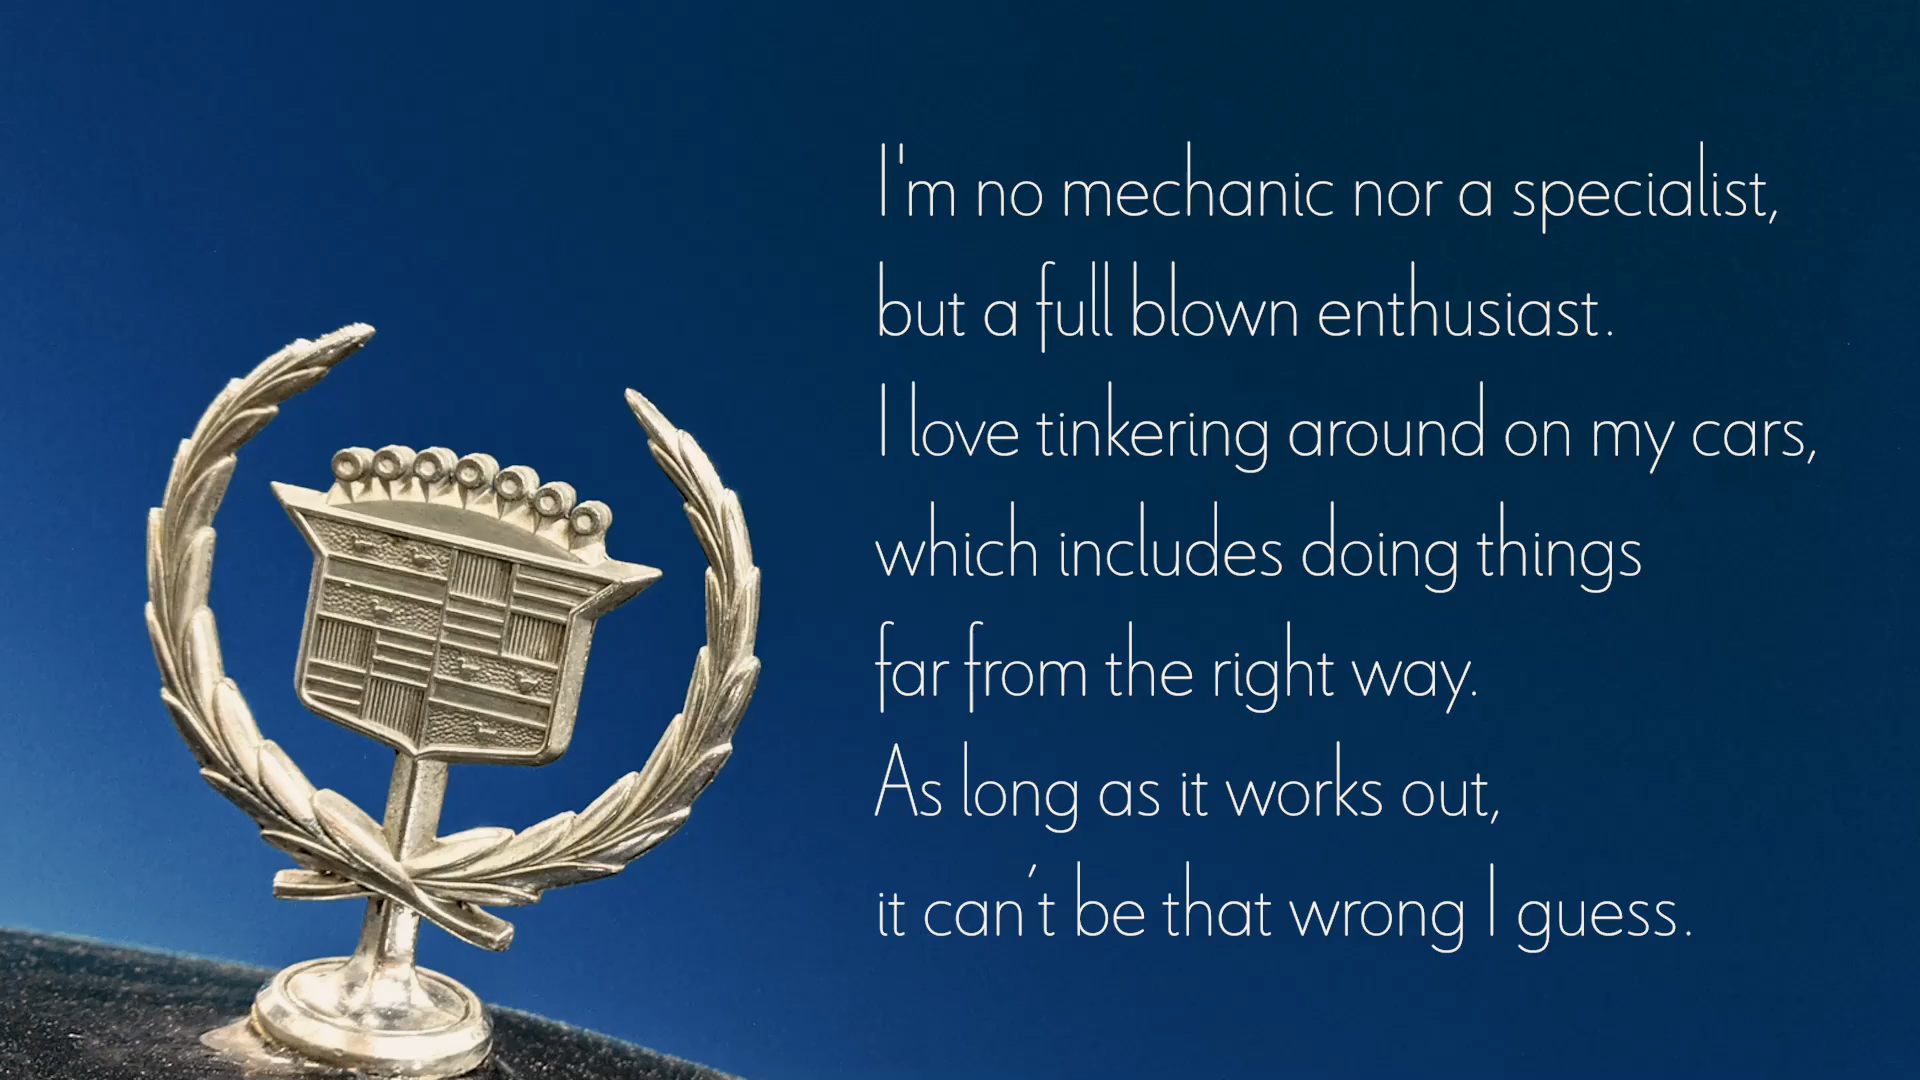 I'm no mechanic nor a specialist,
but a full blown enthusiast.
I love tinkering around on my cars,
which includes doing things
far from the right way.
As long as it works out,
it can’t be that wrong I guess.